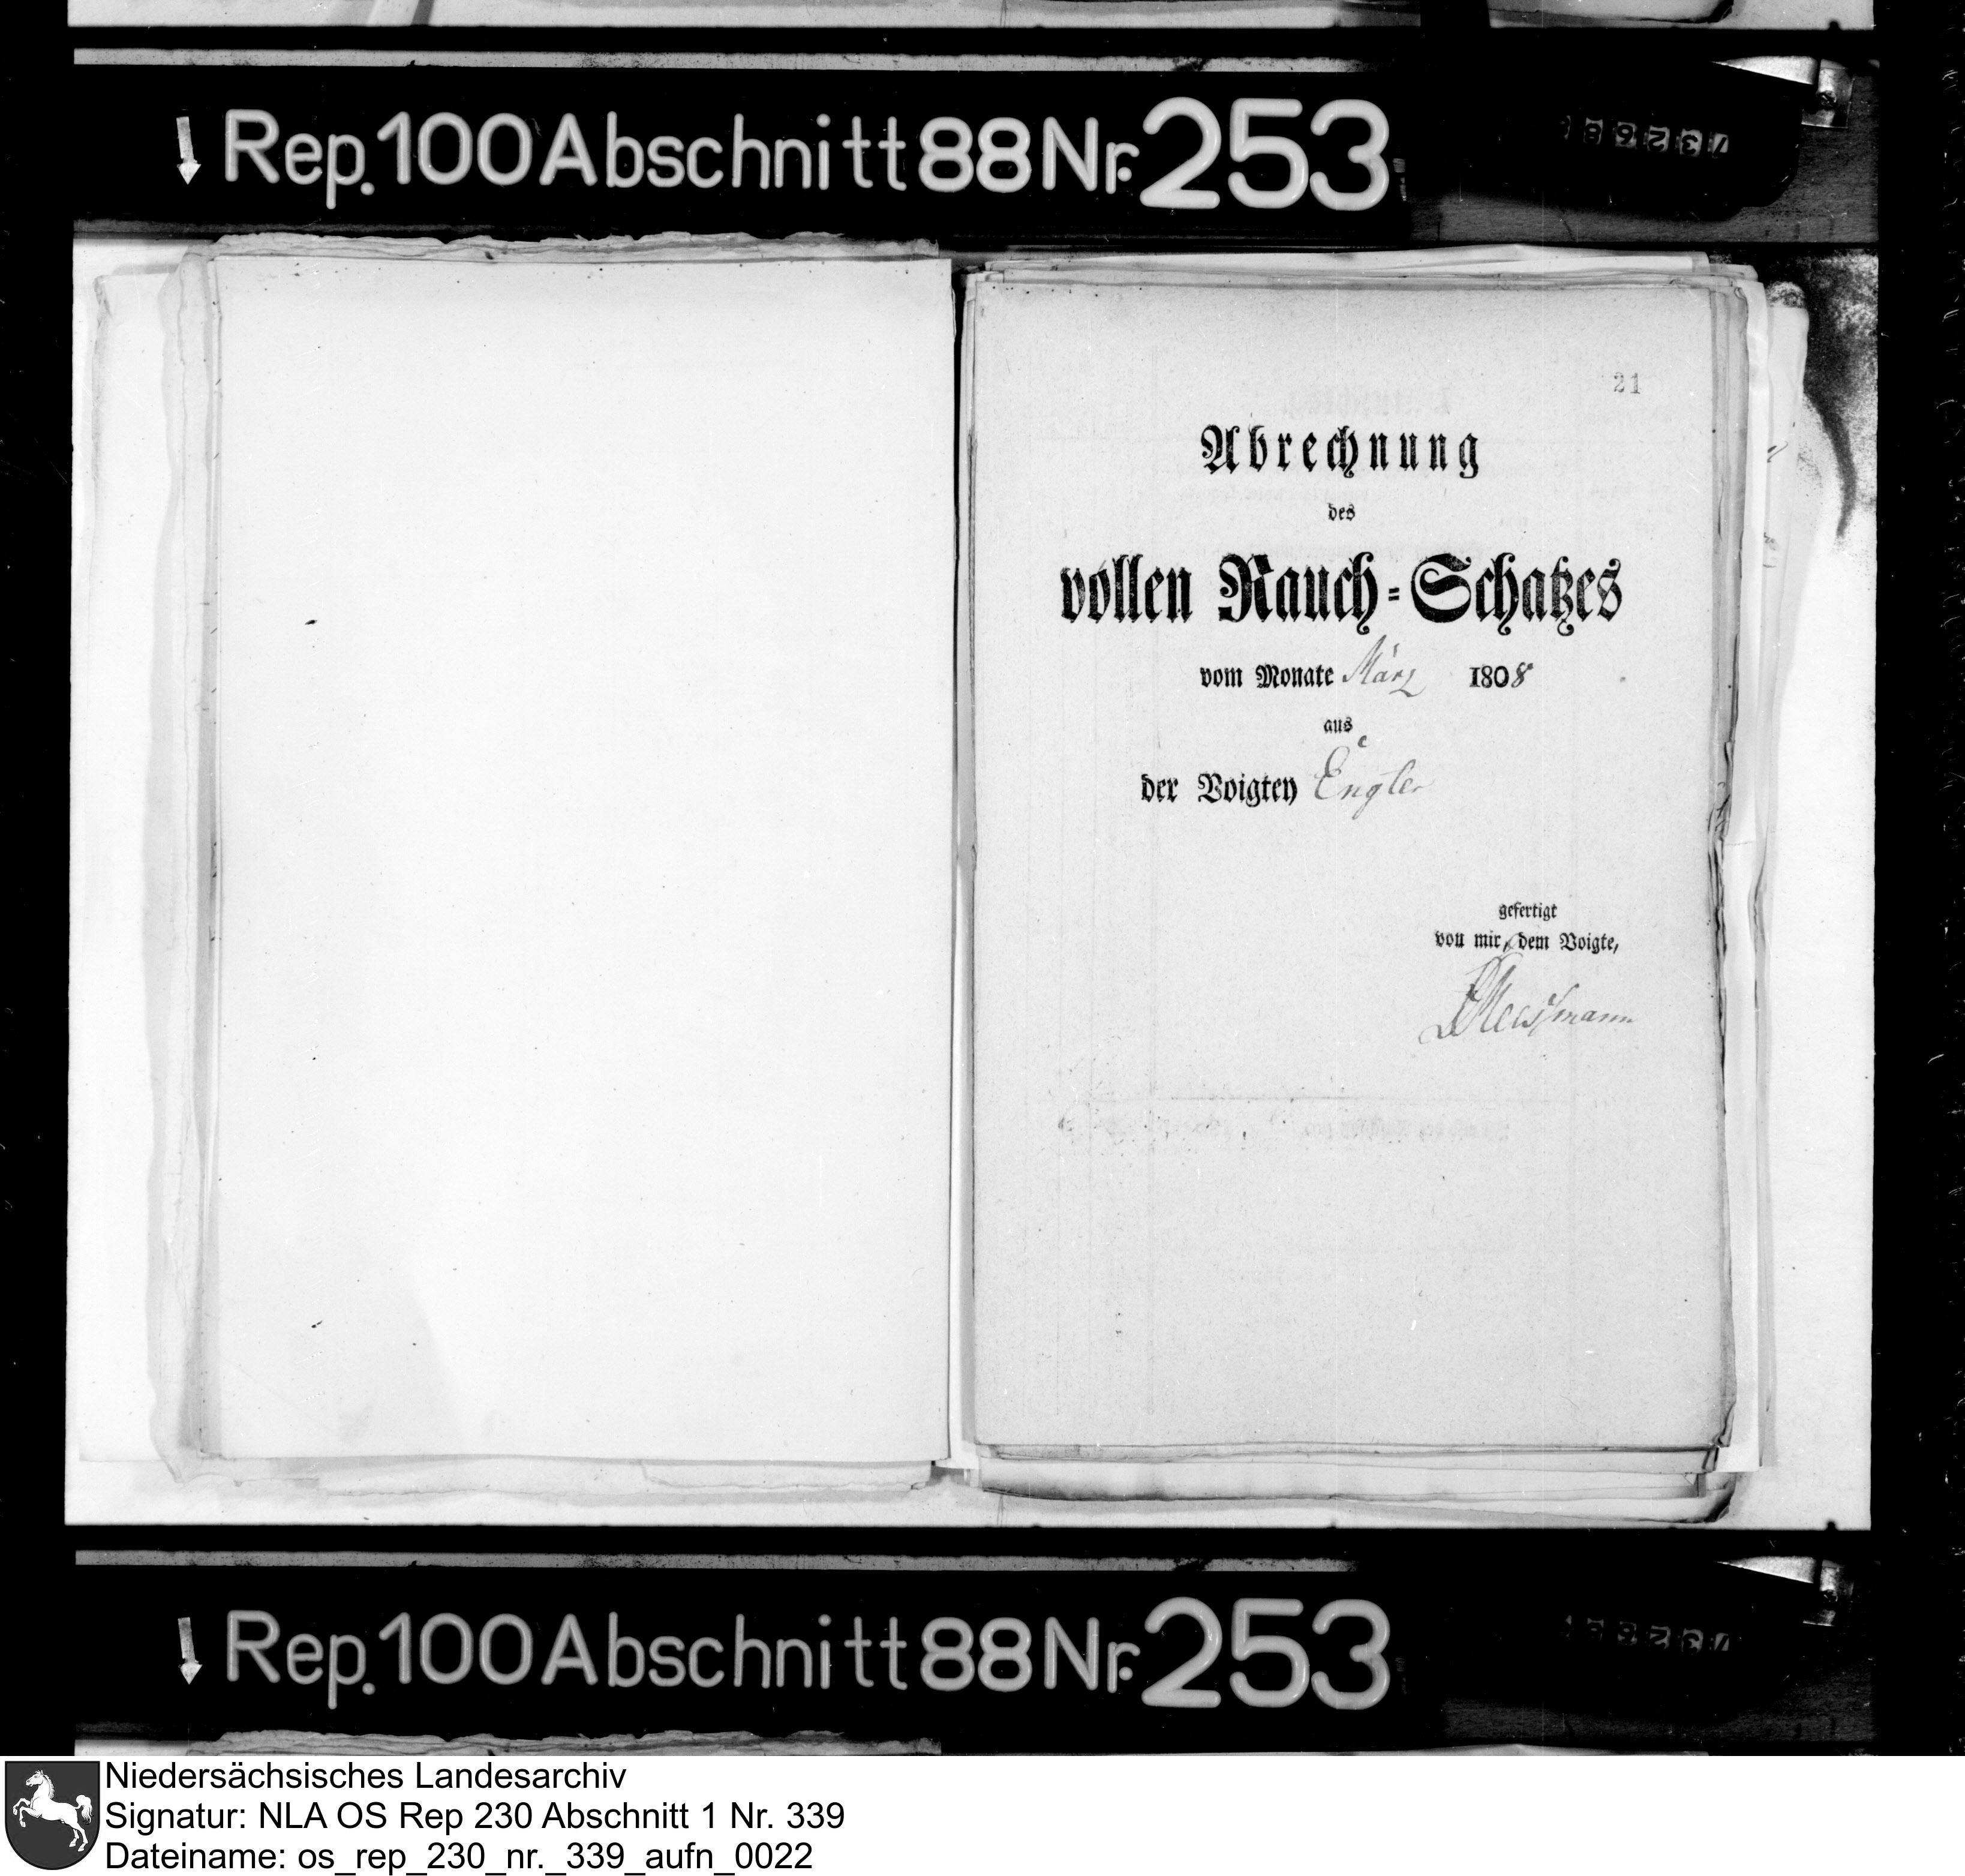 Rep. 100 Abschnitt 88 Nr. 253
21
Abrechnung
des
vollen Rauch-Schatzes
vom Monate März 1808
aus
der Voigtey Engter
gefertigt
von mir, dem Voigte,
Rep. 100 Abschnitt 88 Nr. 253
Niedersächsisches Landesarchiv
Signatur: NLA OS Rep 230 Abschnitt 1 Nr. 339
Dateiname: os_rep_230_nr._339_aufn_0022